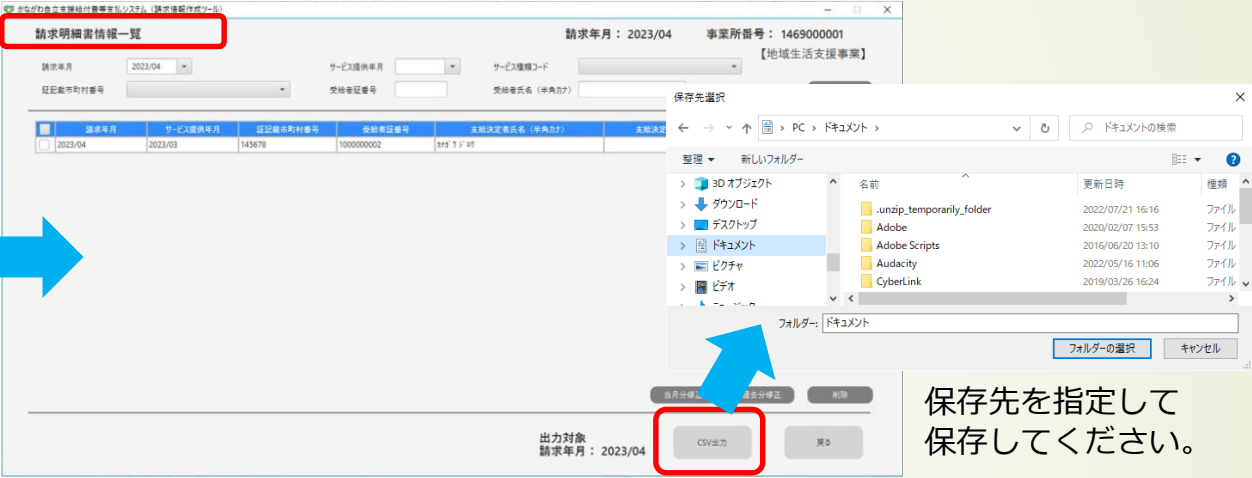 かながわ自立支援給付費等支払システム（請求情報作成ツール）
請求明細書情報一覧
請求年月： 2023/04 事業所番号： 1469000001
【地域生活支援事業】
請求年月 2023/04 サービス提供年月 サービス種類コード
証記載市町村番号 受給者証番号 受給者氏名（半角カナ）
請求年月 サービス提供年月 証記載市町村番号 受給者証番号 支給決定者氏名（半角カナ） 支給決定
2023/04 2023/03 145678 1000000002
保存先選択
PC › ドキュメント › ドキュメントの検索
整理 新しいフォルダー
3D オブジェクト
ダウンロード
デスクトップ
ドキュメント
ピクチャ
ビデオ
名前 更新日時 種類
.unzip_temporarily_folder 2022/07/21 16:16 ファイル
Adobe 2020/02/07 15:53 ファイル
Adobe Scripts 2016/06/20 13:10 ファイル
Audacity 2022/05/16 11:06 ファイル
CyberLink 2019/03/26 16:24 ファイル
フォルダー: ドキュメント
フォルダーの選択 キャンセル
当月分修正 過去分修正 削除
出力対象
請求年月： 2023/04
CSV出力 戻る
保存先を指定して
保存してください。